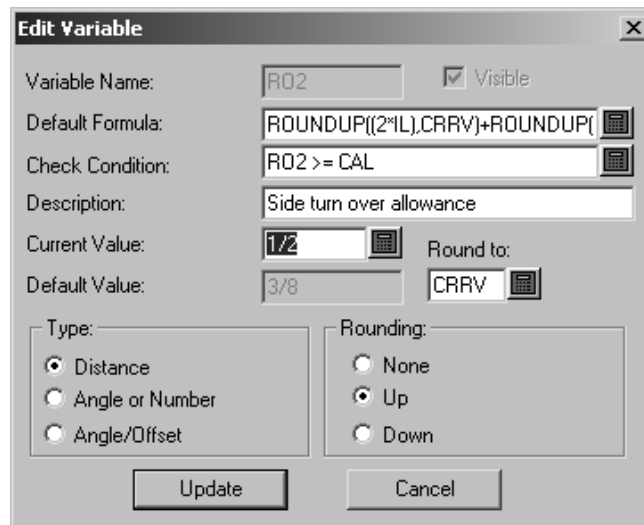 Edit Variable
Variable Name: RO2 Visible
Default Formula: ROUNDUP((2*IL),CRRV)+ROUNDUP(
Check Condition: RO2 >= CAL
Description: Side turn over allowance
Current Value: 1/2 Round to:
Default Value: 3/8 CRRV
Type: Rounding:
Distance None
Angle or Number Up
Angle/Offset Down
Update Cancel